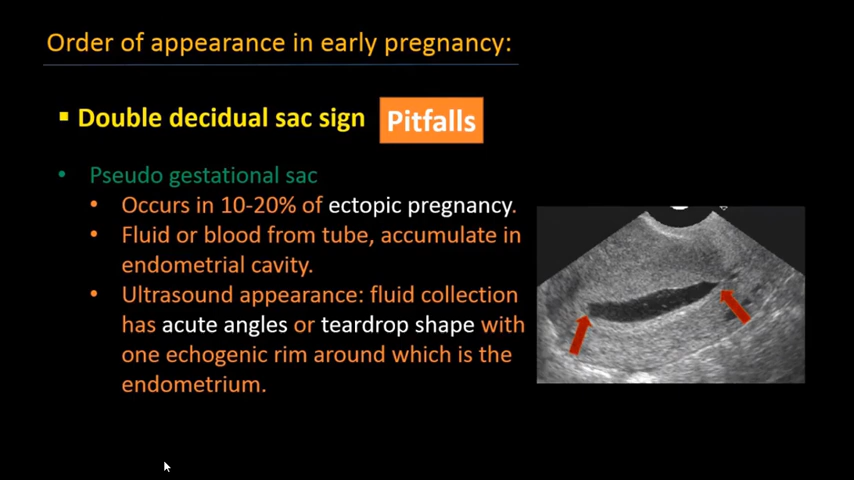 Order of appearance in early pregnancy:
▪ Double decidual sac sign
Pitfalls
• Pseudo gestational sac
• Occurs in 10-20% of ectopic pregnancy.
• Fluid or blood from tube, accumulate in
endometrial cavity.
• Ultrasound appearance: fluid collection
has acute angles or teardrop shape with
one echogenic rim around which is the
endometrium.